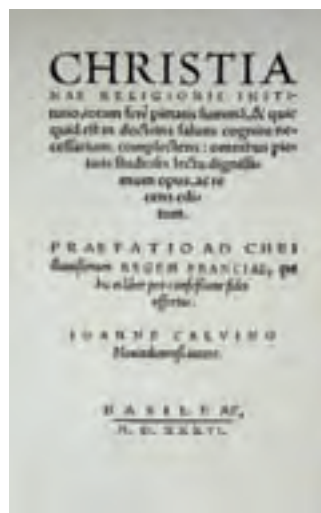 CHRISTIA
NAE RELIGIONIS INSTI-
tutio, totam ferè pietatis summā, & quic
quid est in doctrina salutis cognitu ne-
cessarium, complectens: omnibus pie-
tatis studiosis lectu dignissi-
mum opus, ac re
cens edi-
tum.
PRAEFATIO AD CHRI
stianissimum REGEM FRANCIAE, qua
hic ei liber pro confessione fidei
offertur.
IOANNE CALVINO
Nouiodunensi autore.
BASILEAE,
M. D. XXXVI.